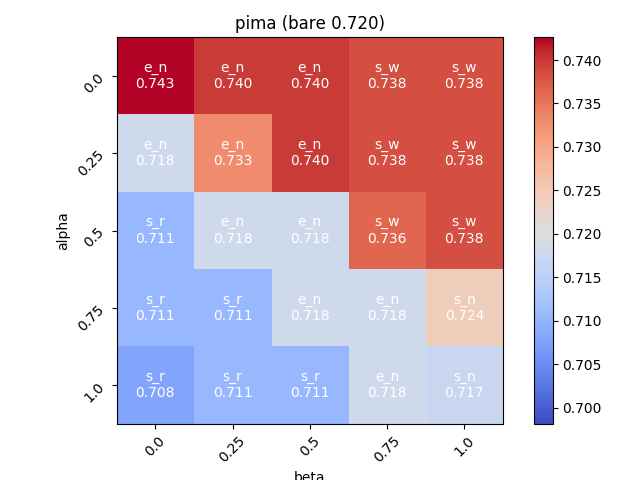 pima (bare 0.720)
e_n e_n e_n s_w s_w
0.743 0.740 0.740 0.738 0.738
e_n e_n e_n s_w s_w
0.718 0.733 0.740 0.738 0.738
s_r e_n e_n s_w s_w
0.711 0.718 0.718 0.736 0.738
s_r s_r e_n e_n s_n
0.711 0.711 0.718 0.718 0.724
s_r s_r s_r e_n s_n
0.708 0.711 0.711 0.718 0.717
0.0
0.25
0.5
0.75
1.0
alpha
0.0 0.25 0.5 0.75 1.0
beta
0.740
0.735
0.730
0.725
0.720
0.715
0.710
0.705
0.700